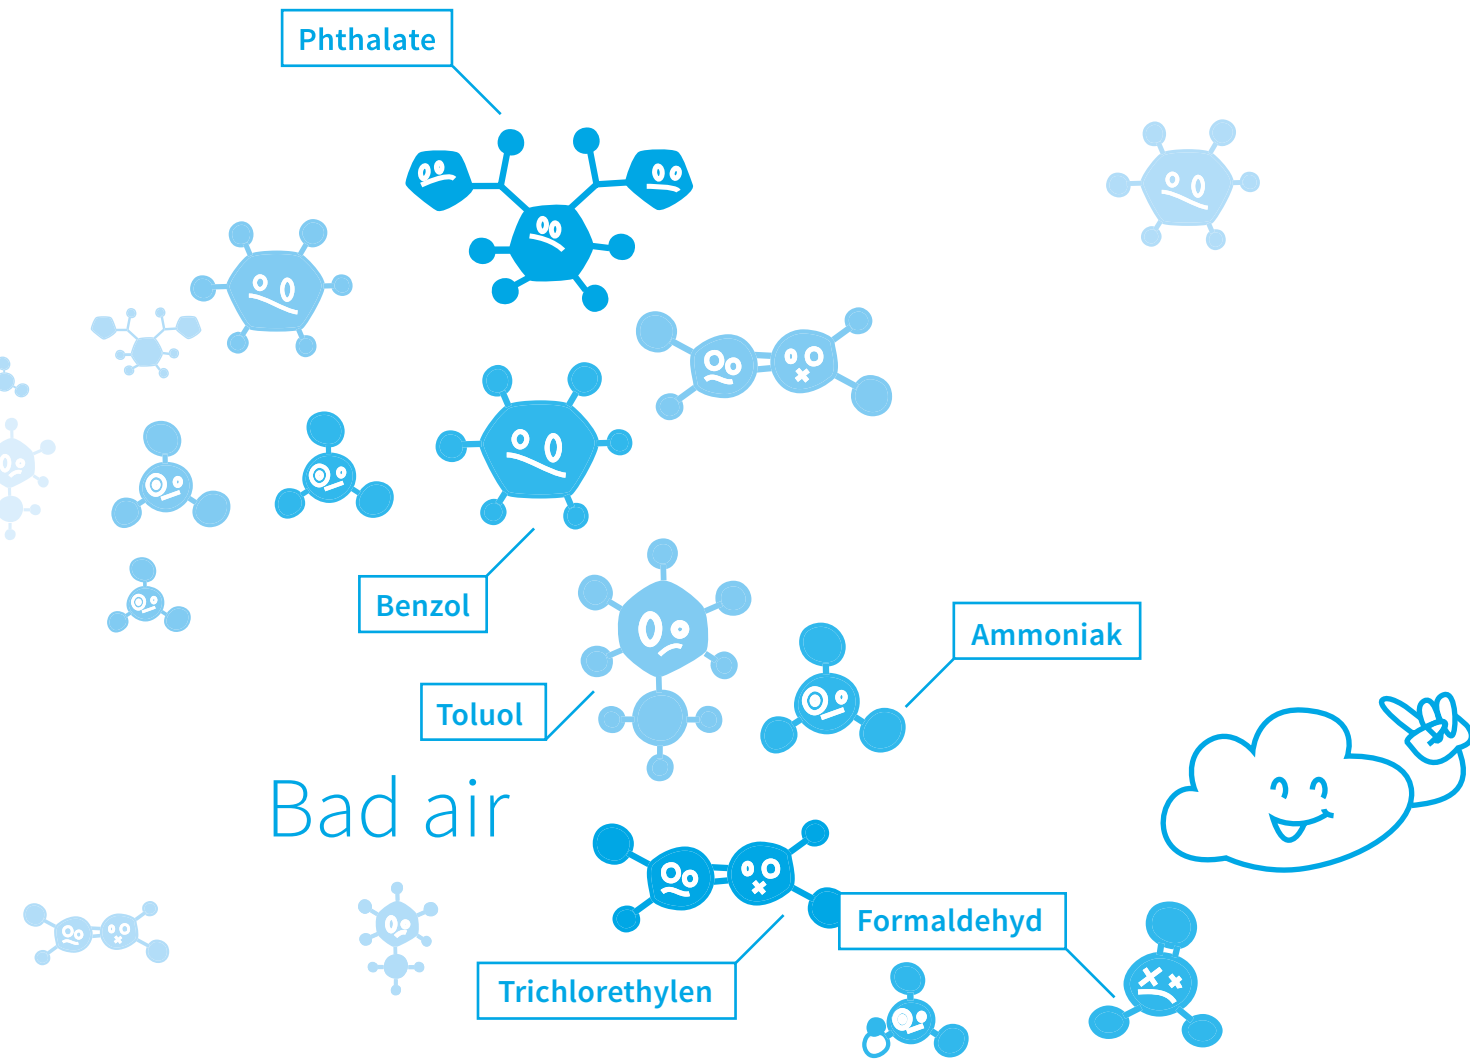 Phthalate
Benzol
Ammoniak
Toluol
Bad air
Formaldehyd
Trichlorethylen